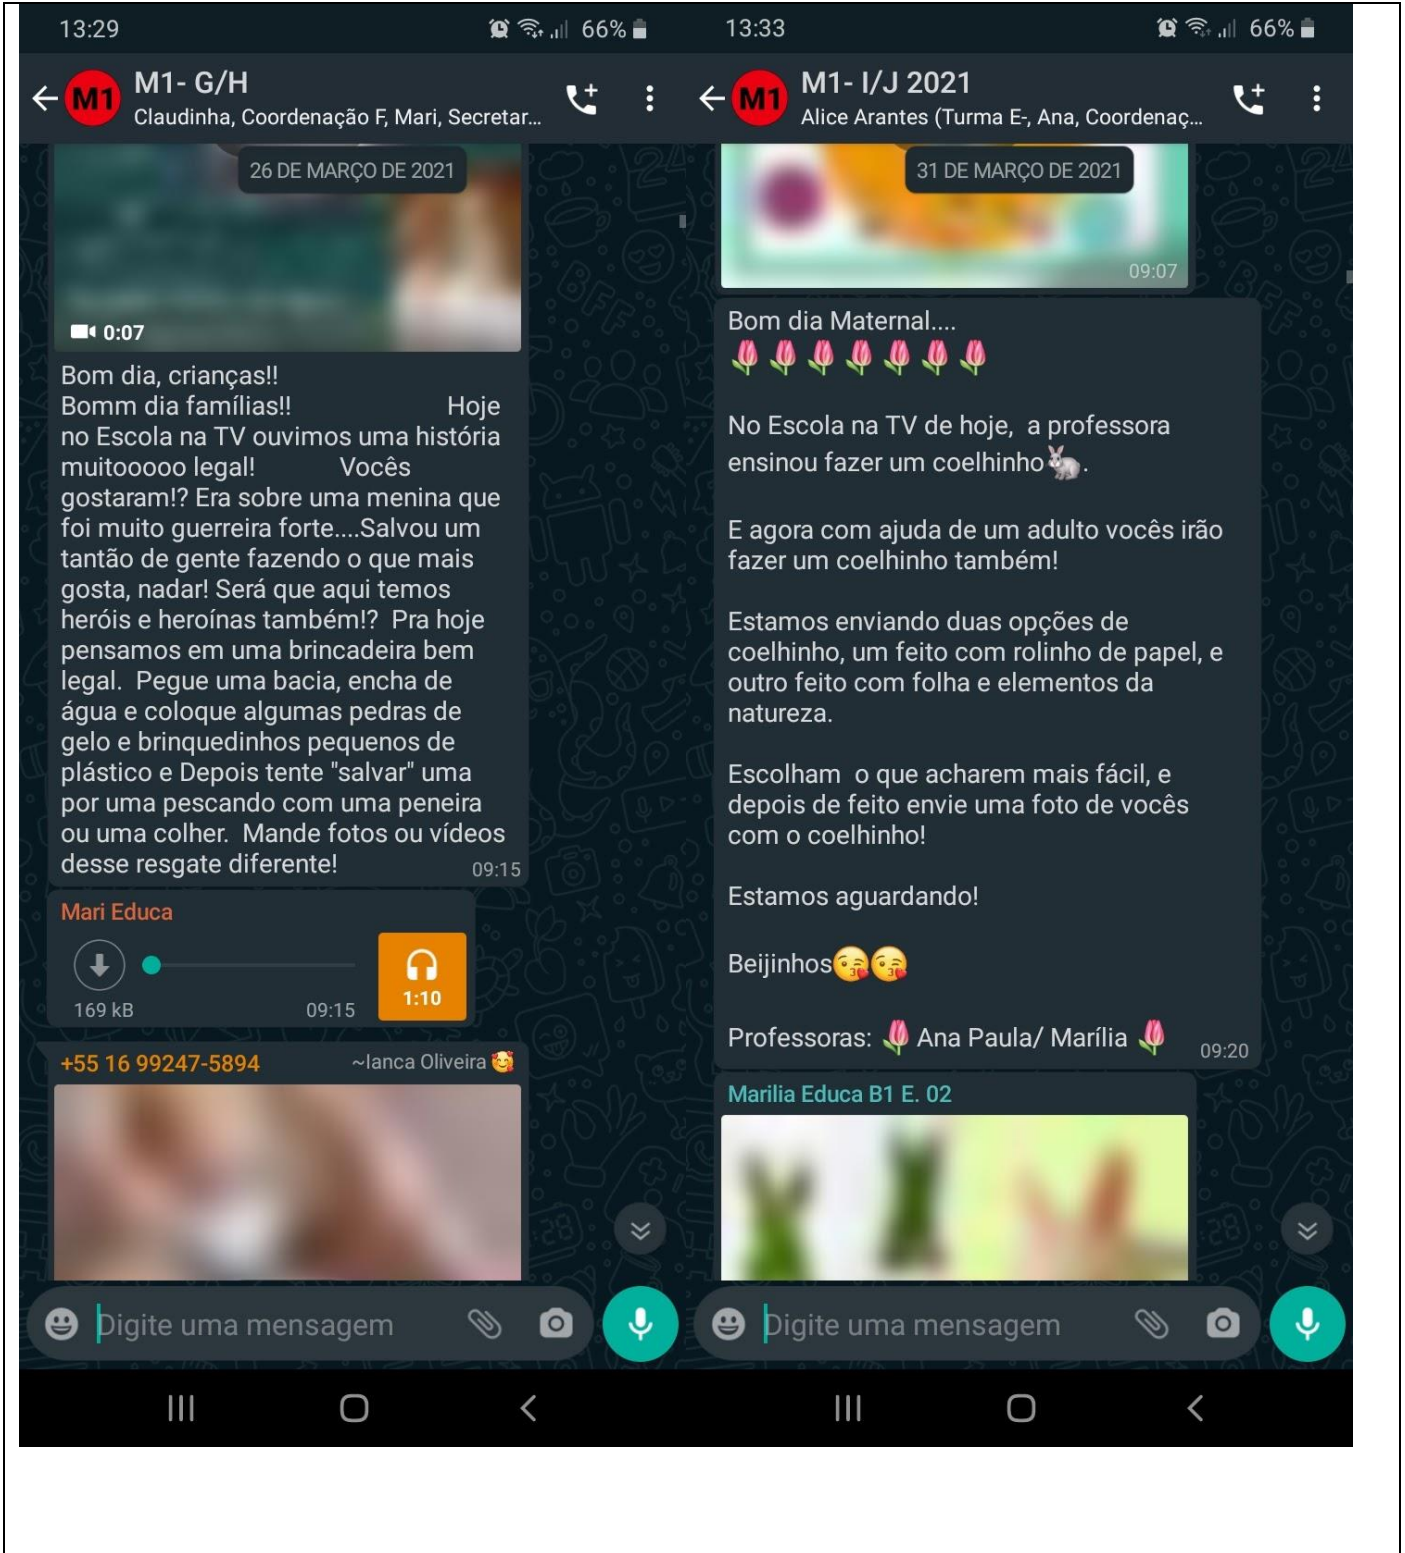 13:29
66%
M1- G/H
Claudinha, Coordenação F, Mari, Secretar...
26 DE MARÇO DE 2021
0:07
Bom dia, crianças!!
Bomm dia famílias!! Hoje
no Escola na TV ouvimos uma história
muitooooo legal! Vocês
gostaram!? Era sobre uma menina que
foi muito guerreira forte....Salvou um
tantão de gente fazendo o que mais
gosta, nadar! Será que aqui temos
heróis e heroínas também!? Pra hoje
pensamos em uma brincadeira bem
legal. Pegue uma bacia, encha de
água e coloque algumas pedras de
gelo e brinquedinhos pequenos de
plástico e Depois tente "salvar" uma
por uma pescando com uma peneira
ou uma colher. Mande fotos ou vídeos
desse resgate diferente!
09:15
Mari Educa
1:10
169 kB 09:15
+55 16 99247-5894 ~Ianca Oliveira 🥰
Digite uma mensagem
13:33
66%
M1
M1- I/J 2021
Alice Arantes (Turma E-, Ana, Coordenaç...
31 DE MARÇO DE 2021
09:07
Bom dia Maternal....
🌷🌷🌷🌷🌷🌷🌷
No Escola na TV de hoje, a professora
ensinou fazer um coelhinho🐇.
E agora com ajuda de um adulto vocês irão
fazer um coelhinho também!
Estamos enviando duas opções de
coelhinho, um feito com rolinho de papel, e
outro feito com folha e elementos da
natureza.
Escolham o que acharem mais fácil, e
depois de feito envie uma foto de vocês
com o coelhinho!
Estamos aguardando!
Beijinhos😘😘
Professoras: 🌷 Ana Paula/ Marília 🌷
09:20
Marilia Educa B1 E. 02
Digite uma mensagem